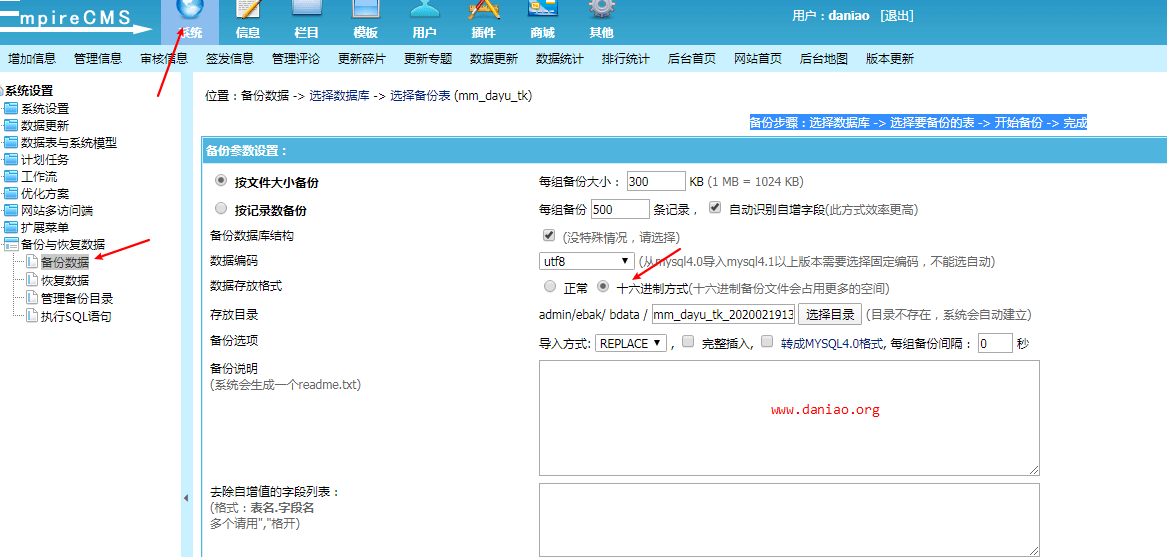 EmpireCMS
系统 信息 栏目 模板 用户 插件 商城 其他
用户：daniao [退出]
增加信息 管理信息 审核信息 签发信息 管理评论 更新碎片 更新专题 数据更新 数据统计 排行统计 后台首页 网站首页 后台地图 版本更新
系统设置
系统设置
数据更新
数据表与系统模型
计划任务
工作流
优化方案
网站多访问端
扩展菜单
备份与恢复数据
备份数据
恢复数据
管理备份目录
执行SQL语句
位置：备份数据 -> 选择数据库 -> 选择备份表 (mm_dayu_tk)
备份步骤：选择数据库 -> 选择要备份的表 -> 开始备份 -> 完成
备份参数设置：
按文件大小备份 每组备份大小： 300 KB (1 MB = 1024 KB)
按记录数备份 每组备份 500 条记录， 自动识别自增字段(此方式效率更高)
备份数据库结构 (没特殊情况，请选择)
数据编码 utf8 (从mysql4.0导入mysql4.1以上版本需要选择固定编码，不能选自动)
数据存放格式 正常 十六进制方式(十六进制备份文件会占用更多的空间)
存放目录 admin/ebak/ bdata / mm_dayu_tk_2020021913 选择目录 (目录不存在，系统会自动建立)
备份选项 导入方式: REPLACE , 完整插入, 转成MYSQL4.0格式, 每组备份间隔： 0 秒
备份说明
(系统会生成一个readme.txt)
www.daniao.org
去除自增值的字段列表：
(格式：表名.字段名
多个请用","格开)